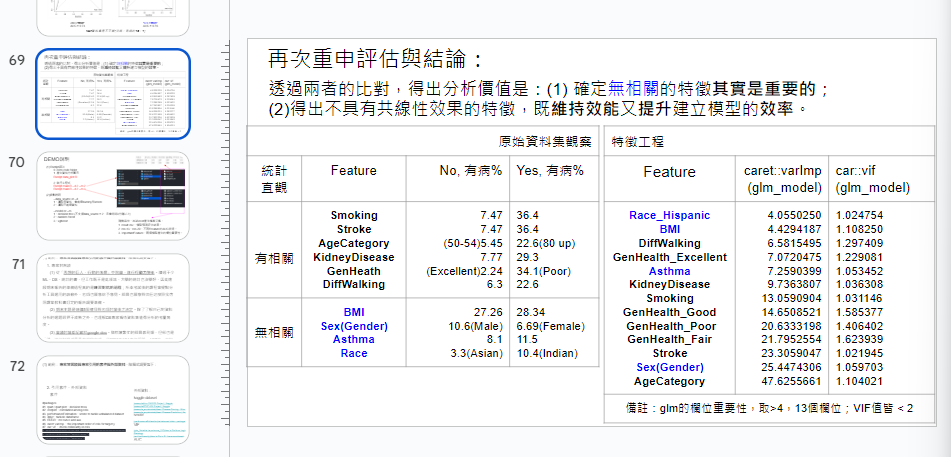 69
70
71
72
再次重申評估與結論：
透過兩者的比對，得出分析價值是：(1) 確定無相關的特徵其實是重要的；
(2)得出不具有共線性效果的特徵，既維持效能又提升建立模型的效率。
原始資料集觀察
統計直觀 Feature No, 有病% Yes, 有病%
有相關
Smoking 7.47 36.4
Stroke 7.47 36.4
AgeCategory (50-54)5.45 22.6(80 up)
KidneyDisease 7.77 29.3
GenHeath (Excellent)2.24 34.1(Poor)
DiffWalking 6.3 22.6
無相關
BMI 27.26 28.34
Sex(Gender) 10.6(Male) 6.69(Female)
Asthma 8.1 11.5
Race 3.3(Asian) 10.4(Indian)
特徵工程
Feature caret::varImp (glm_model) car::vif (glm_model)
Race_Hispanic 4.0550250 1.024754
BMI 4.4294187 1.108250
DiffWalking 6.5815495 1.297409
GenHealth_Excellent 7.0720475 1.229081
Asthma 7.2590399 1.053452
KidneyDisease 9.7363807 1.036308
Smoking 13.0590904 1.031146
GenHealth_Good 14.6508521 1.585377
GenHealth_Poor 20.6333198 1.406402
GenHealth_Fair 21.7952554 1.623939
Stroke 23.3059047 1.021945
Sex(Gender) 25.4474306 1.059703
AgeCategory 47.6255661 1.104021
備註：glm的欄位重要性，取>4，13個欄位；VIF值皆 < 2